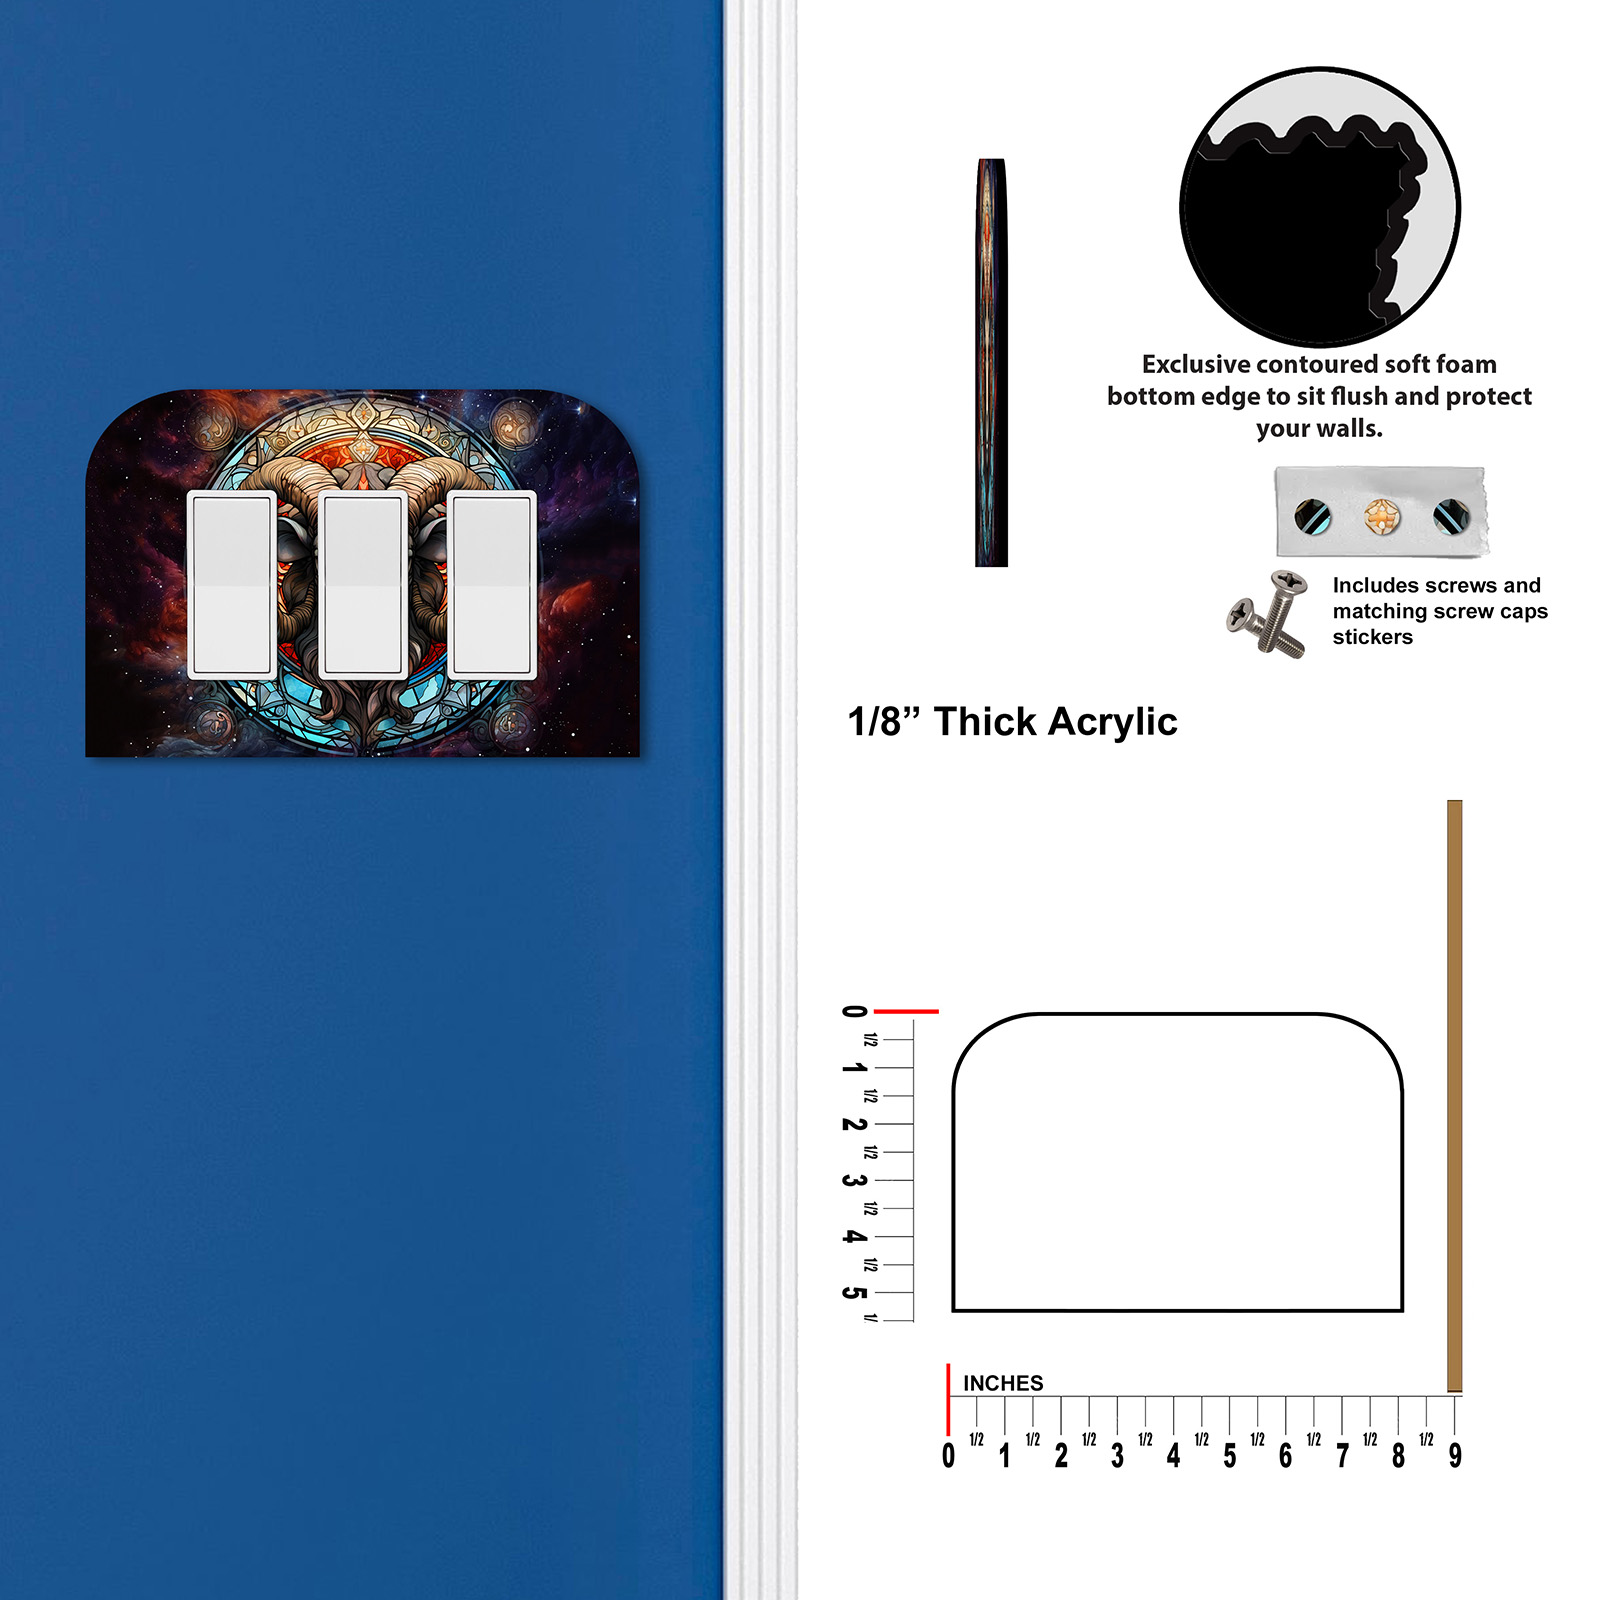 Exclusive contoured soft foam
bottom edge to sit flush and protect
your walls.
Includes screws and
matching screw caps
stickers
1/8” Thick Acrylic
0
1/2
1
1/2
2
1/2
3
1/2
4
1/2
5
1/
INCHES
0 1/2 1 1/2 2 1/2 3 1/2 4 1/2 5 1/2 6 1/2 7 1/2 8 1/2 9